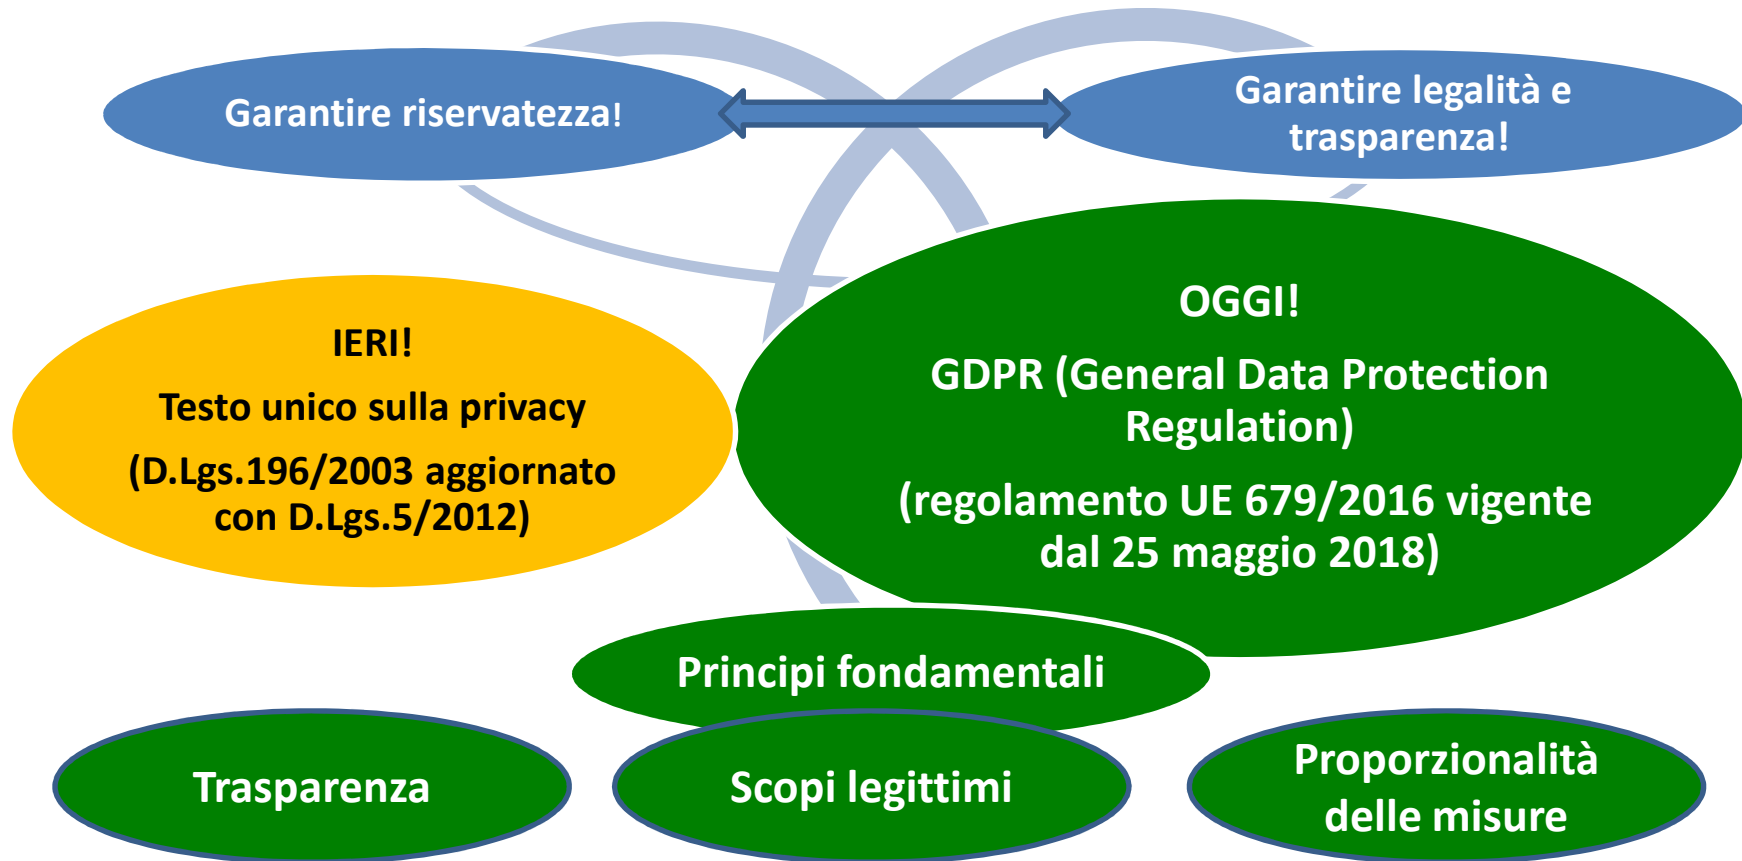 Garantire riservatezza!
Garantire legalità e
trasparenza!
IERI!
Testo unico sulla privacy
(D.Lgs.196/2003 aggiornato
con D.Lgs.5/2012)
OGGI!
GDPR (General Data Protection
Regulation)
(regolamento UE 679/2016 vigente
dal 25 maggio 2018)
Principi fondamentali
Trasparenza
Scopi legittimi
Proporzionalità
delle misure